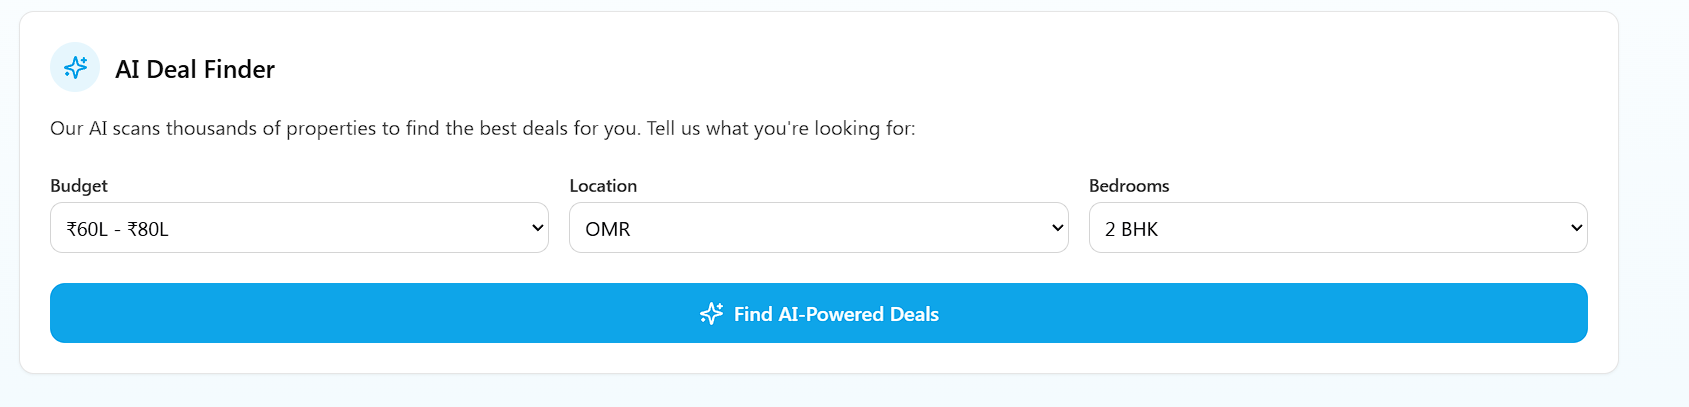 AI Deal Finder
Our AI scans thousands of properties to find the best deals for you. Tell us what you're looking for:
Budget
Location
Bedrooms
₹60L - ₹80L
OMR
2 BHK
Find AI-Powered Deals